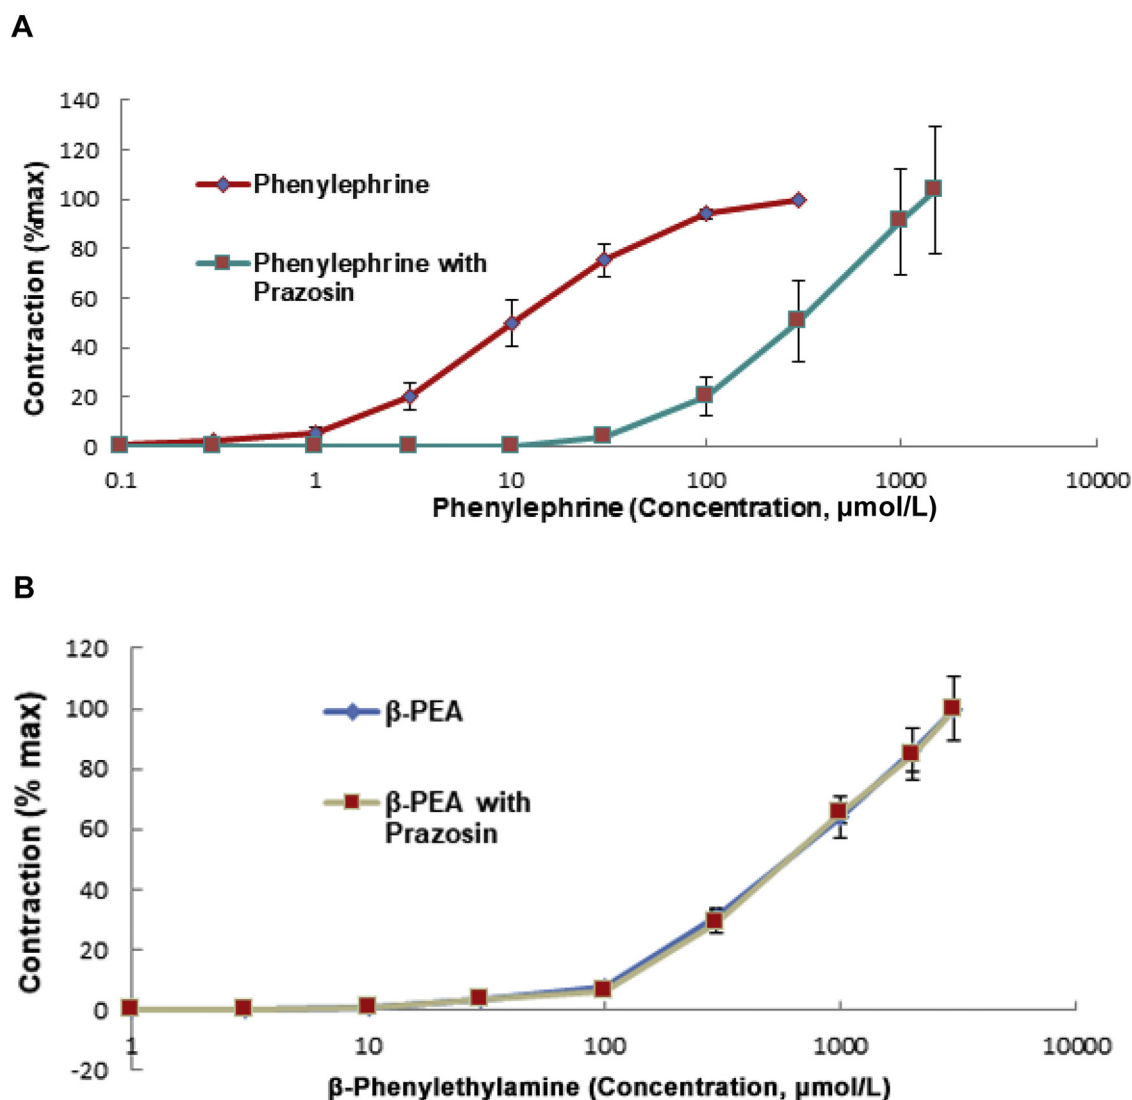 A
140
120
100
80
60
40
20
0
Contraction (%max)
Phenylephrine
Phenylephrine with
Prazosin
0.1 1 10 100 1000 10000
Phenylephrine (Concentration, µmol/L)
B
120
100
80
60
40
20
0
-20
Contraction (% max)
β-PEA
β-PEA with
Prazosin
1 10 100 1000 10000
β-Phenylethylamine (Concentration, µmol/L)